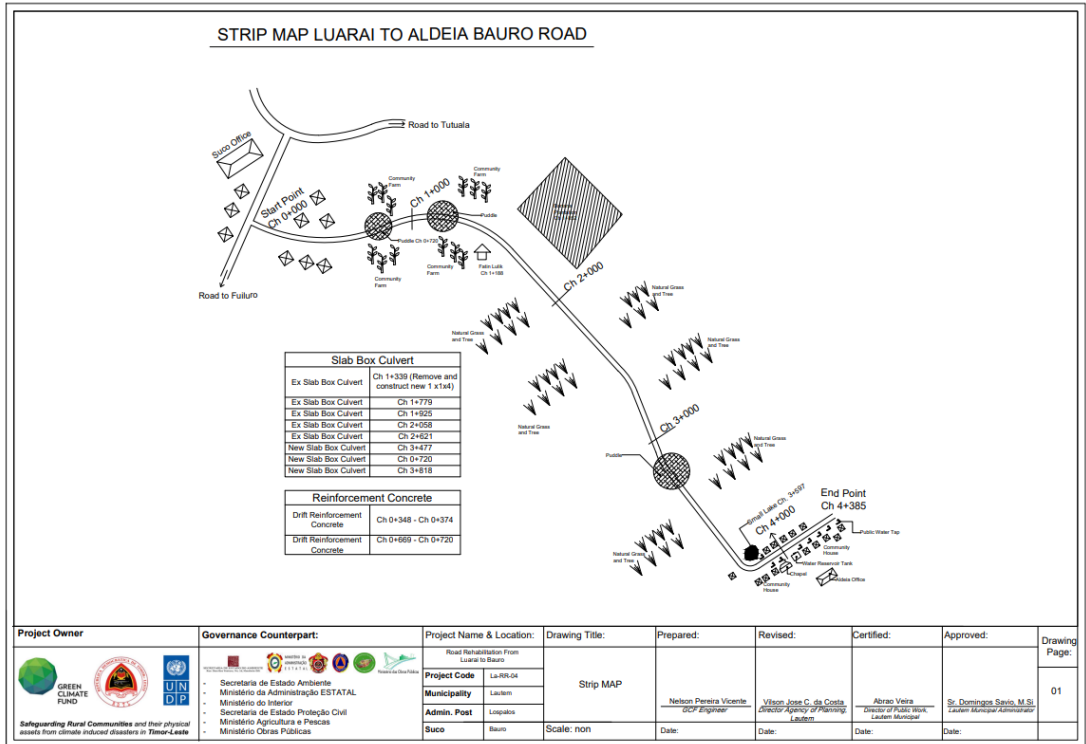 STRIP MAP LUARAI TO ALDEIA BAURO ROAD
Road to Tutuala
Suco Office
Start Point
Ch 0+000
Road to Fuiluro
Community
Farm
Community
Farm
Ch 1+000
Puddle
Puddle Ch 0+720
Community
Farm
Community
Farm
Fatin Lulik
Ch 1+188
Ch 2+000
Natural Grass
and Tree
Natural Grass
and Tree
Natural Grass
and Tree
Natural Grass
and Tree
Ch 3+000
Puddle
Natural Grass
and Tree
Natural Grass
and Tree
Small Lake Ch. 3+597
Ch 4+000
End Point
Ch 4+385
Public Water Tap
Community
House
Water Reservoir Tank
Chapel
Community
House
Aldeia Office
Slab Box Culvert
Ex Slab Box Culvert Ch 1+339 (Remove and
construct new 1 x1x4)
Ex Slab Box Culvert Ch 1+779
Ex Slab Box Culvert Ch 1+925
Ex Slab Box Culvert Ch 2+058
Ex Slab Box Culvert Ch 2+621
New Slab Box Culvert Ch 3+477
New Slab Box Culvert Ch 0+720
New Slab Box Culvert Ch 3+818
Reinforcement Concrete
Drift Reinforcement
Concrete Ch 0+348 - Ch 0+374
Drift Reinforcement
Concrete Ch 0+669 - Ch 0+720
Project Owner
GREEN
CLIMATE
FUND
U N
D P
Safeguarding Rural Communities and their physical
assets from climate induced disasters in Timor-Leste
Governance Counterpart:
- Secretaria de Estado Ambiente
- Ministério da Administração ESTATAL
- Ministério do Interior
- Secretaria de Estado Proteção Civil
- Ministério Agricultura e Pescas
- Ministério Obras Públicas
Project Name & Location:
Road Rehabilitation From
Luarai to Bauro
Project Code La-RR-04
Municipality Lautem
Admin. Post Lospalos
Suco Bauro
Drawing Title:
Strip MAP
Scale: non
Prepared:
Nelson Pereira Vicente
GCF Engineer
Date:
Revised:
Vilson Jose C. da Costa
Director Agency of Planning,
Lautem
Date:
Certified:
Abrao Veira
Director of Public Work,
Lautem Municipal
Date:
Approved:
Sr. Domingos Savio, M.Si
Lautem Municipal Administrator
Date:
Drawing
Page:
01